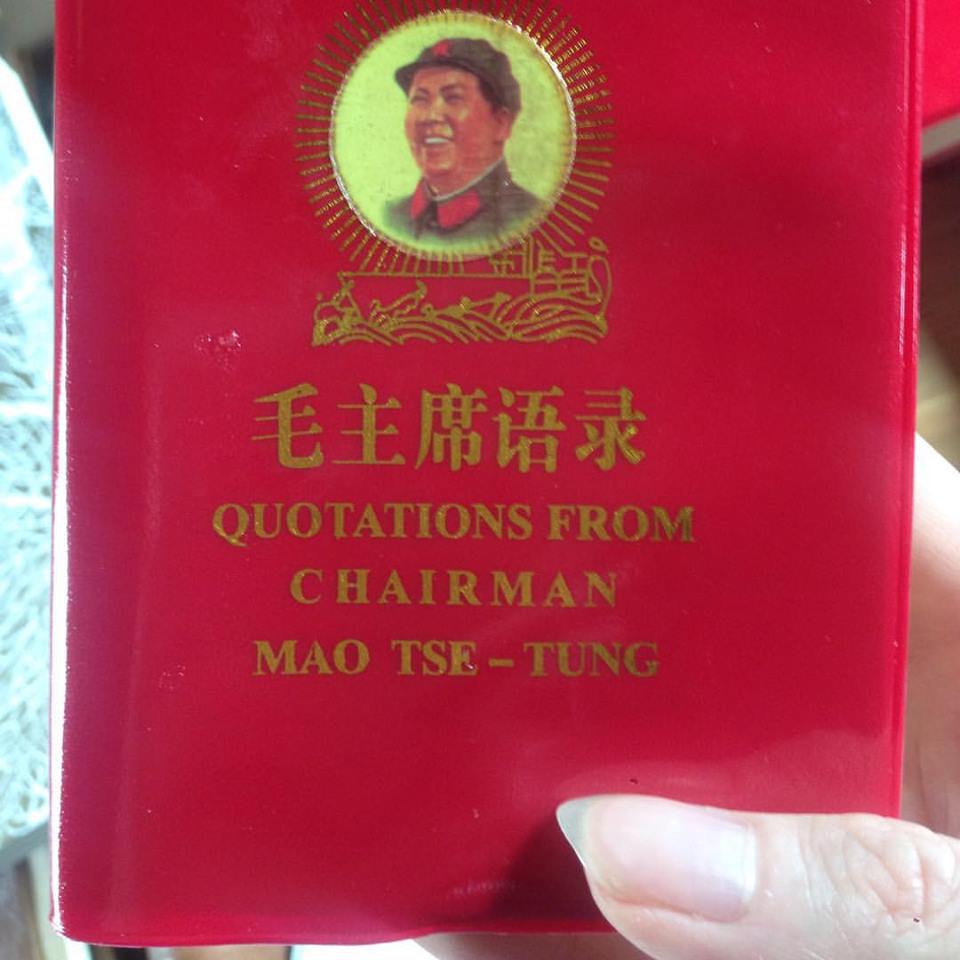 毛主席语录
QUOTATIONS FROM
CHAIRMAN
MAO TSE – TUNG